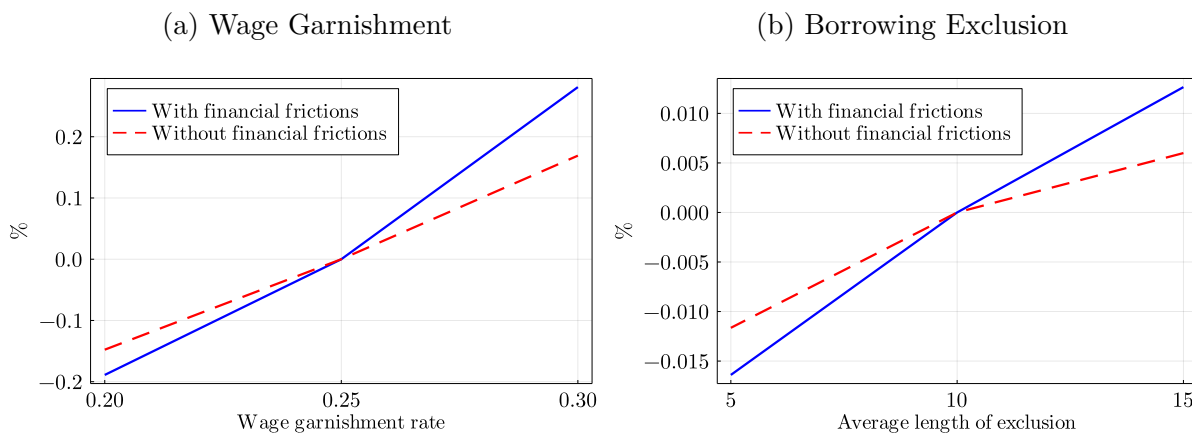 (a) Wage Garnishment
With financial frictions
Without financial frictions
%
0.2
0.1
0.0
−0.1
−0.2
0.20
0.25
0.30
Wage garnishment rate
(b) Borrowing Exclusion
With financial frictions
Without financial frictions
%
0.010
0.005
0.000
−0.005
−0.010
−0.015
5
10
15
Average length of exclusion